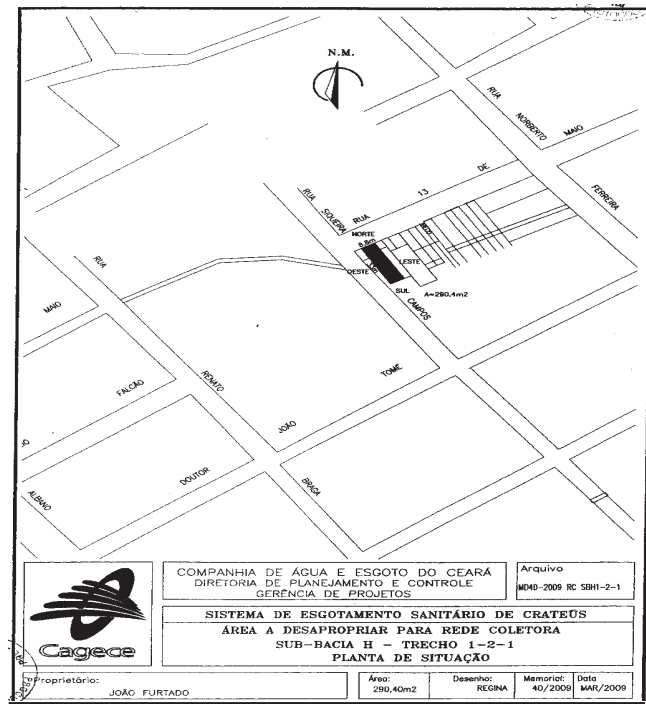 N.M.
RUA
NORBERTO
FERREIRA
RUA 13 DE MAIO
RUA
SIQUEIRA
CAMPOS
NORTE
8,8m
OESTE
LESTE
SUL
A=290,4m2
RUA
RENATO
BRAGA
MAIO
FALCÃO
JOÃO TOMÉ
DOUTOR
ALBANO
Cagece
COMPANHIA DE ÁGUA E ESGOTO DO CEARÁ
DIRETORIA DE PLANEJAMENTO E CONTROLE
GERÊNCIA DE PROJETOS
Arquivo
MD4D-2009 RC SBH1-2-1
SISTEMA DE ESGOTAMENTO SANITÁRIO DE CRATEÚS
ÁREA A DESAPROPRIAR PARA REDE COLETORA
SUB-BACIA H - TRECHO 1-2-1
PLANTA DE SITUAÇÃO
Proprietário:
JOÃO FURTADO
Área:
290,40m2
Desenho:
REGINA
Memorial:
40/2009
Data
MAR/2009